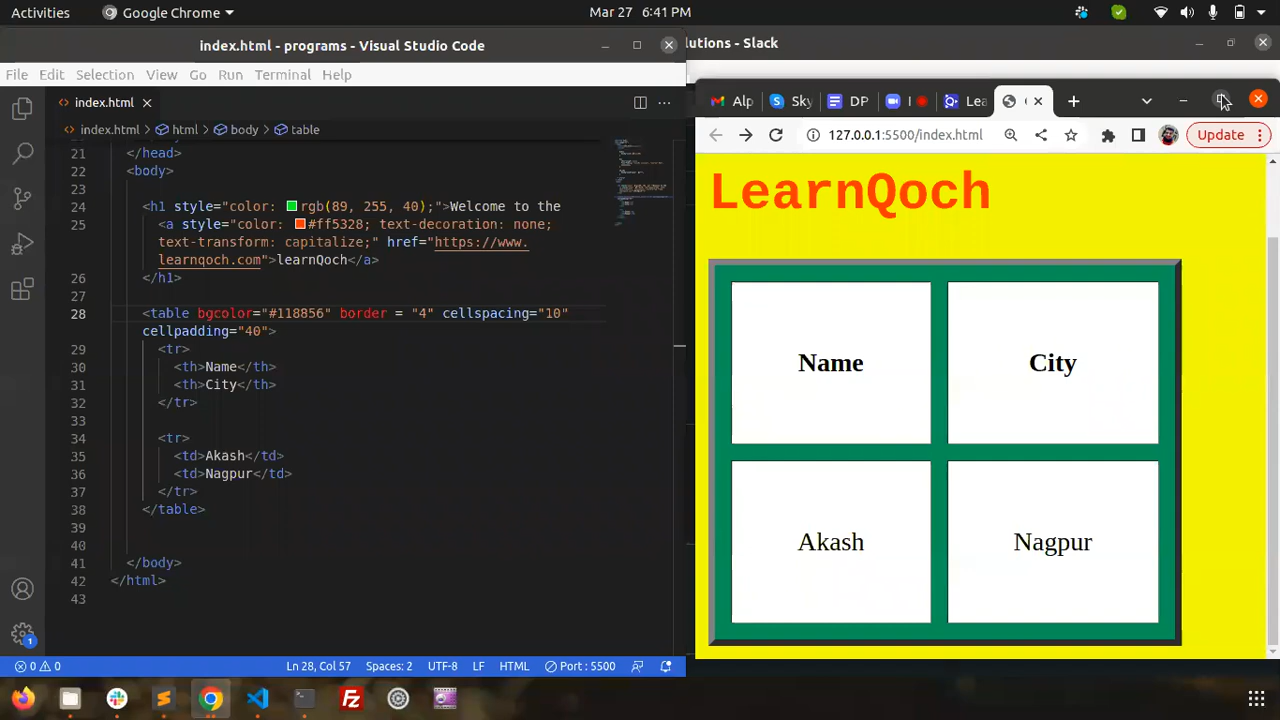 Activities
Google Chrome
Mar 27 6:41 PM
index.html - programs - Visual Studio Code
lutions - Slack
File Edit Selection View Go Run Terminal Help
index.html
index.html > html > body > table
21 </head>
22 <body>
23
24 <h1 style="color: rgb(89, 255, 40);">Welcome to the
25 <a style="color: #ff5328; text-decoration: none;
text-transform: capitalize;" href="https://www.
learnqoch.com">learnQoch</a>
26 </h1>
27
28 <table bgcolor="#118856" border = "4" cellspacing="10"
cellpadding="40">
29 <tr>
30 <th>Name</th>
31 <th>City</th>
32 </tr>
33
34 <tr>
35 <td>Akash</td>
36 <td>Nagpur</td>
37 </tr>
38 </table>
39
40
41 </body>
42 </html>
43
0 0
Ln 28, Col 57 Spaces: 2 UTF-8 LF HTML Port : 5500
1
Alp
Sky
DP
Lea
127.0.0.1:5500/index.html
Update
LearnQoch
Name City
Akash Nagpur